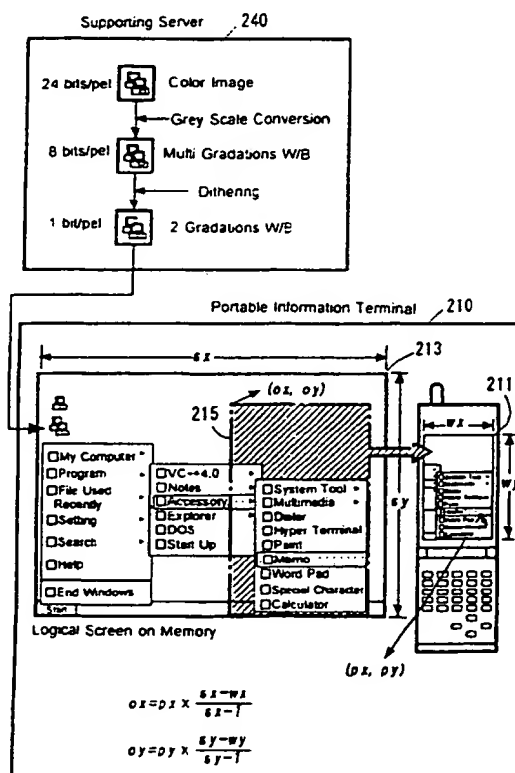 Supporting Server
240
24 bits/pel Color Image
Grey Scale Conversion
8 bits/pel Multi Gradations W/B
Dithering
1 bit/pel 2 Gradations W/B
Portable Information Terminal
210
sx
213
(ox, oy)
215
211
wx
My Computer
Program
File Used
Recently
Setting
Search
Help
End Windows
Start
VC++4.0
Notes
Accessory
Explorer
DOS
Start Up
System Tool
Multimedia
Dialer
Hyper Terminal
Paint
Memo
Word Pad
Special Character
Calculator
sy
wy
Logical Screen on Memory
(px, py)
ox=px × sx-wx / sx-1
oy=py × sy-wy / sy-1